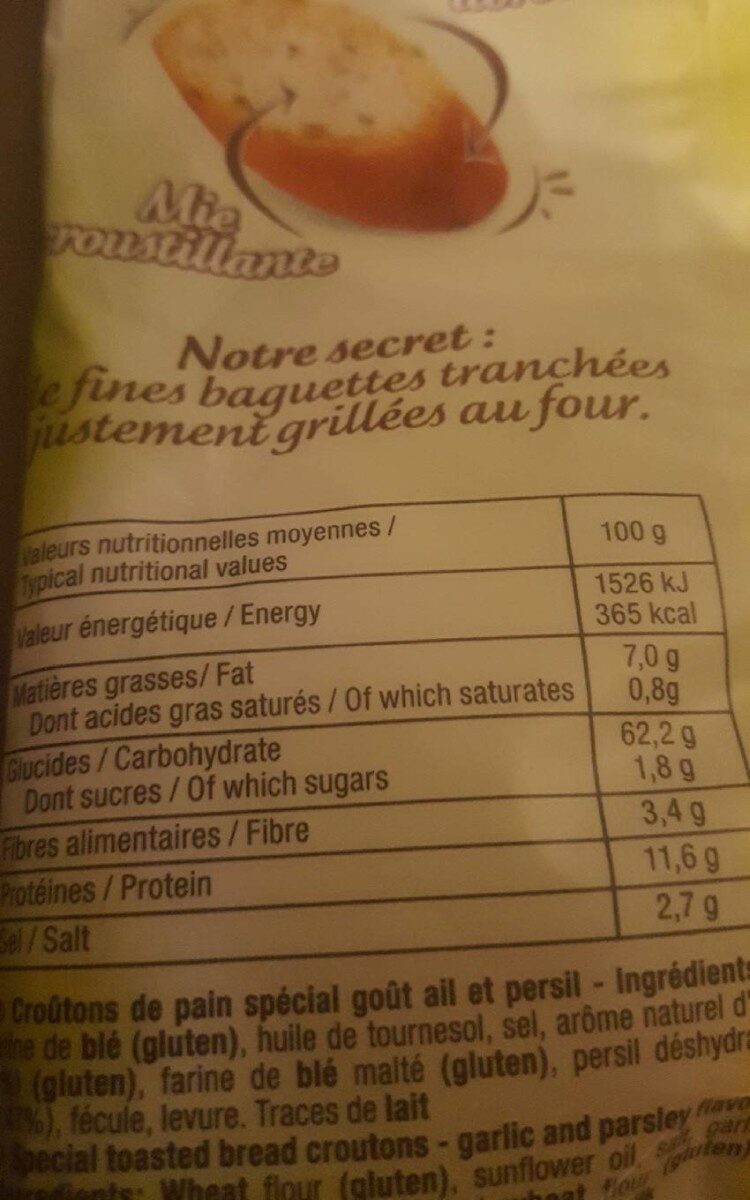 Mie
roustillante
Notre secret :
e fines baguettes tranchées
justement grillées au four.
Valeurs nutritionnelles moyennes /
Typical nutritional values
100 g
Valeur énergétique / Energy
1526 kJ
365 kcal
Matières grasses/ Fat
7,0 g
Dont acides gras saturés / Of which saturates
0,8g
Glucides / Carbohydrate
62,2 g
Dont sucres / Of which sugars
1,8 g
Fibres alimentaires / Fibre
3,4 g
Protéines / Protein
11,6 g
Sel / Salt
2,7 g
Croûtons de pain spécial goût ail et persil - Ingrédients
ine de blé (gluten), huile de tournesol, sel, arôme naturel d'
%) (gluten), farine de blé malté (gluten), persil déshydra
%), fécule, levure. Traces de lait
Special toasted bread croutons - garlic and parsley flavo
Wheat flour (gluten), sunflower oil,